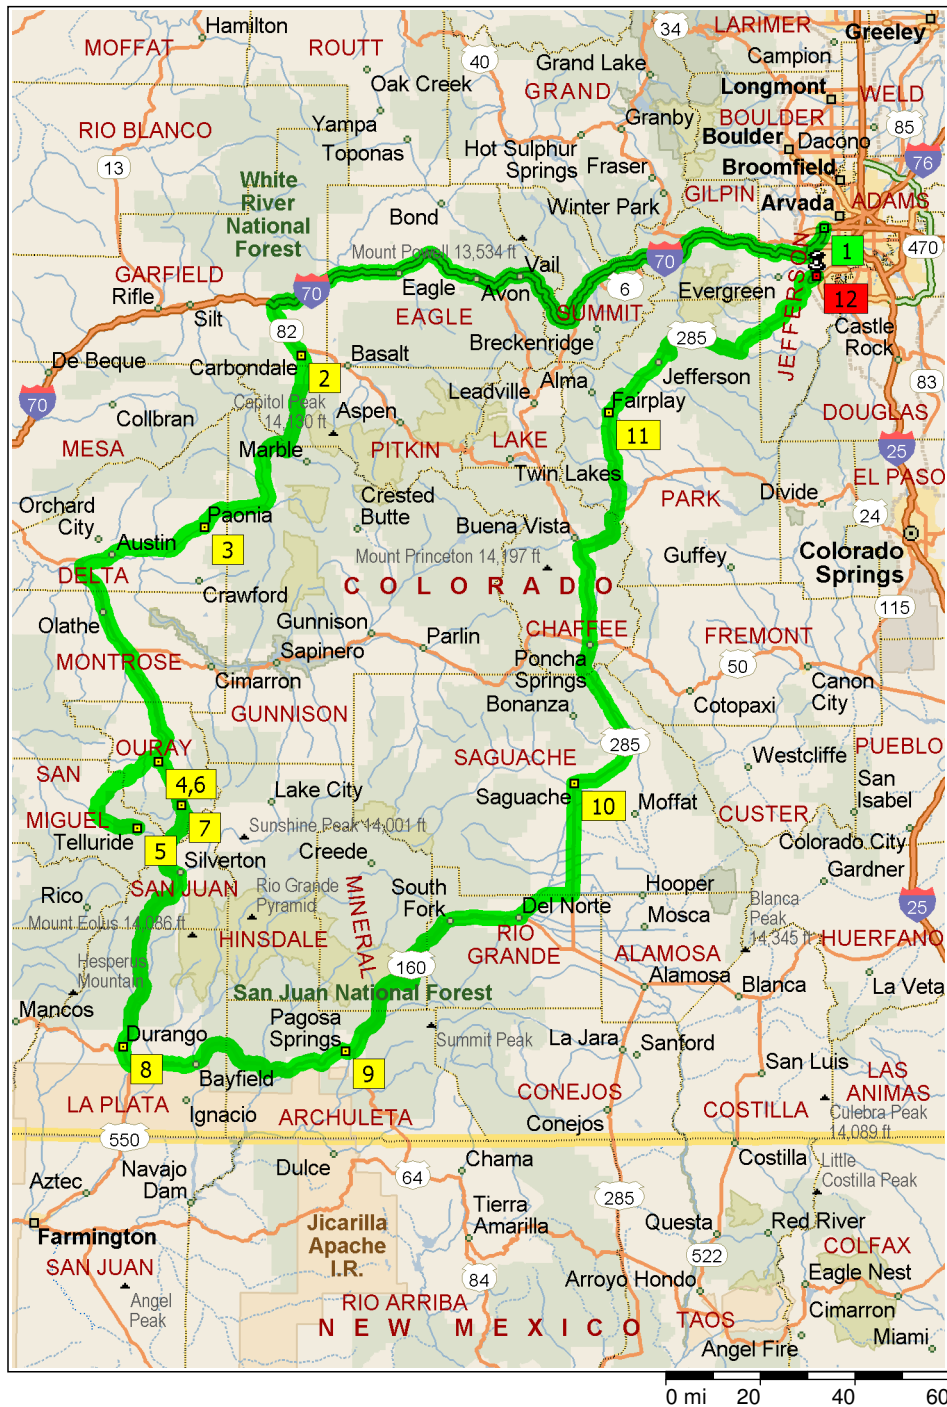 Hamilton
MOFFAT
ROUTT
34
LARIMER
Greeley
Campion
40
Grand Lake
Oak Creek
GRAND
Longmont
WELD
RIO BLANCO
Yampa
Granby
BOULDER
85
Toponas
Hot Sulphur
Springs
Boulder
Dacono
13
Fraser
Broomfield
76
White
River
National
Forest
GILPIN
ADAMS
Bond
Winter Park
Arvada
Mount Powell 13,534 ft
70
1
470
GARFIELD
Vail
JEFFERSON
Rifle
70
Eagle
Avon
6
Evergreen
12
Silt
EAGLE
SUMMIT
82
Breckenridge
285
Castle
Rock
De Beque
Carbondale
Basalt
2
Leadville
Alma
Jefferson
83
70
Collbran
Capitol Peak
14,130 ft
Aspen
Fairplay
DOUGLAS
MESA
Marble
PITKIN
LAKE
11
25
Twin Lakes
EL PASO
Orchard
City
Crested
Butte
PARK
Divide
Paonia
Buena Vista
24
Austin
3
Mount Princeton 14,197 ft
Guffey
Colorado
Springs
DELTA
Crawford
COLORADO
115
Olathe
Gunnison
Parlin
CHAFFEE
FREMONT
MONTROSE
Sapinero
Poncha
Springs
50
Cimarron
Canon
City
Bonanza
Cotopaxi
GUNNISON
OURAY
285
Westcliffe
PUEBLO
SAN
MIGUEL
4,6
SAGUACHE
San
Isabel
Lake City
Saguache
10
Moffat
CUSTER
7
Sunshine Peak 14,001 ft
Telluride
5
Colorado City
Silverton
Creede
Gardner
SAN JUAN
Rico
Rio Grande
Pyramid
MINERAL
South
Fork
Hooper
Blanca
Peak
14,345 ft
25
Mount Eolus 14,086 ft
Del Norte
Mosca
HINSDALE
RIO
GRANDE
HUERFANO
Hesperus
Mountain
160
ALAMOSA
Alamosa
San Juan National Forest
Blanca
La Veta
Mancos
Pagosa
Springs
Durango
Summit Peak
La Jara
Sanford
8
Bayfield
9
San Luis
LAS
ANIMAS
LA PLATA
Ignacio
ARCHULETA
CONEJOS
COSTILLA
Culebra Peak
14,089 ft
Conejos
550
Dulce
Chama
Costilla
Aztec
Navajo
Dam
64
Little
Costilla Peak
285
Tierra
Amarilla
Farmington
Jicarilla
Apache
I.R.
Questa
Red River
SAN JUAN
522
COLFAX
84
Arroyo Hondo
Eagle Nest
Angel
Peak
RIO ARRIBA
Cimarron
NEW MEXICO
TAOS
Angel Fire
Miami
0 mi 20 40 60